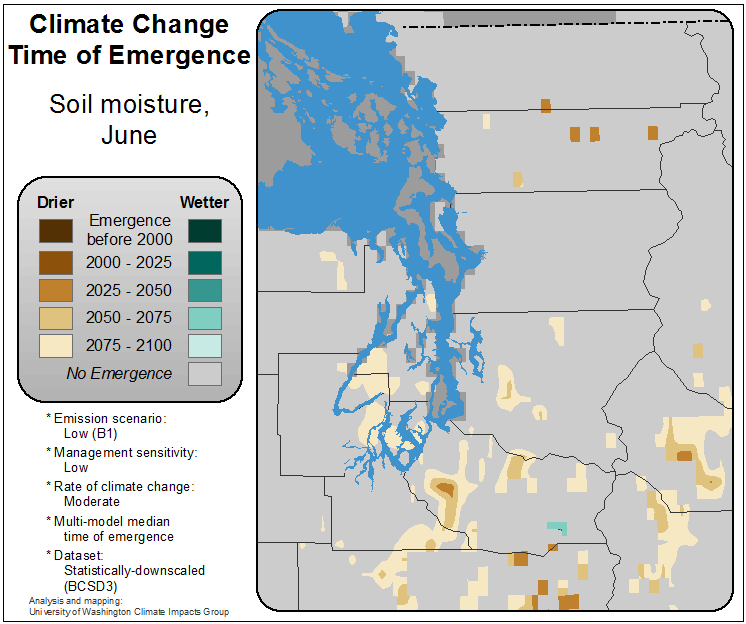 Climate Change
Time of Emergence
Soil moisture,
June
Drier
Wetter
Emergence
before 2000
2000 - 2025
2025 - 2050
2050 - 2075
2075 - 2100
No Emergence
* Emission scenario:
Low (B1)
* Management sensitivity:
Low
* Rate of climate change:
Moderate
* Multi-model median
time of emergence
* Dataset:
Statistically-downscaled
(BCSD3)
Analysis and mapping:
University of Washington Climate Impacts Group